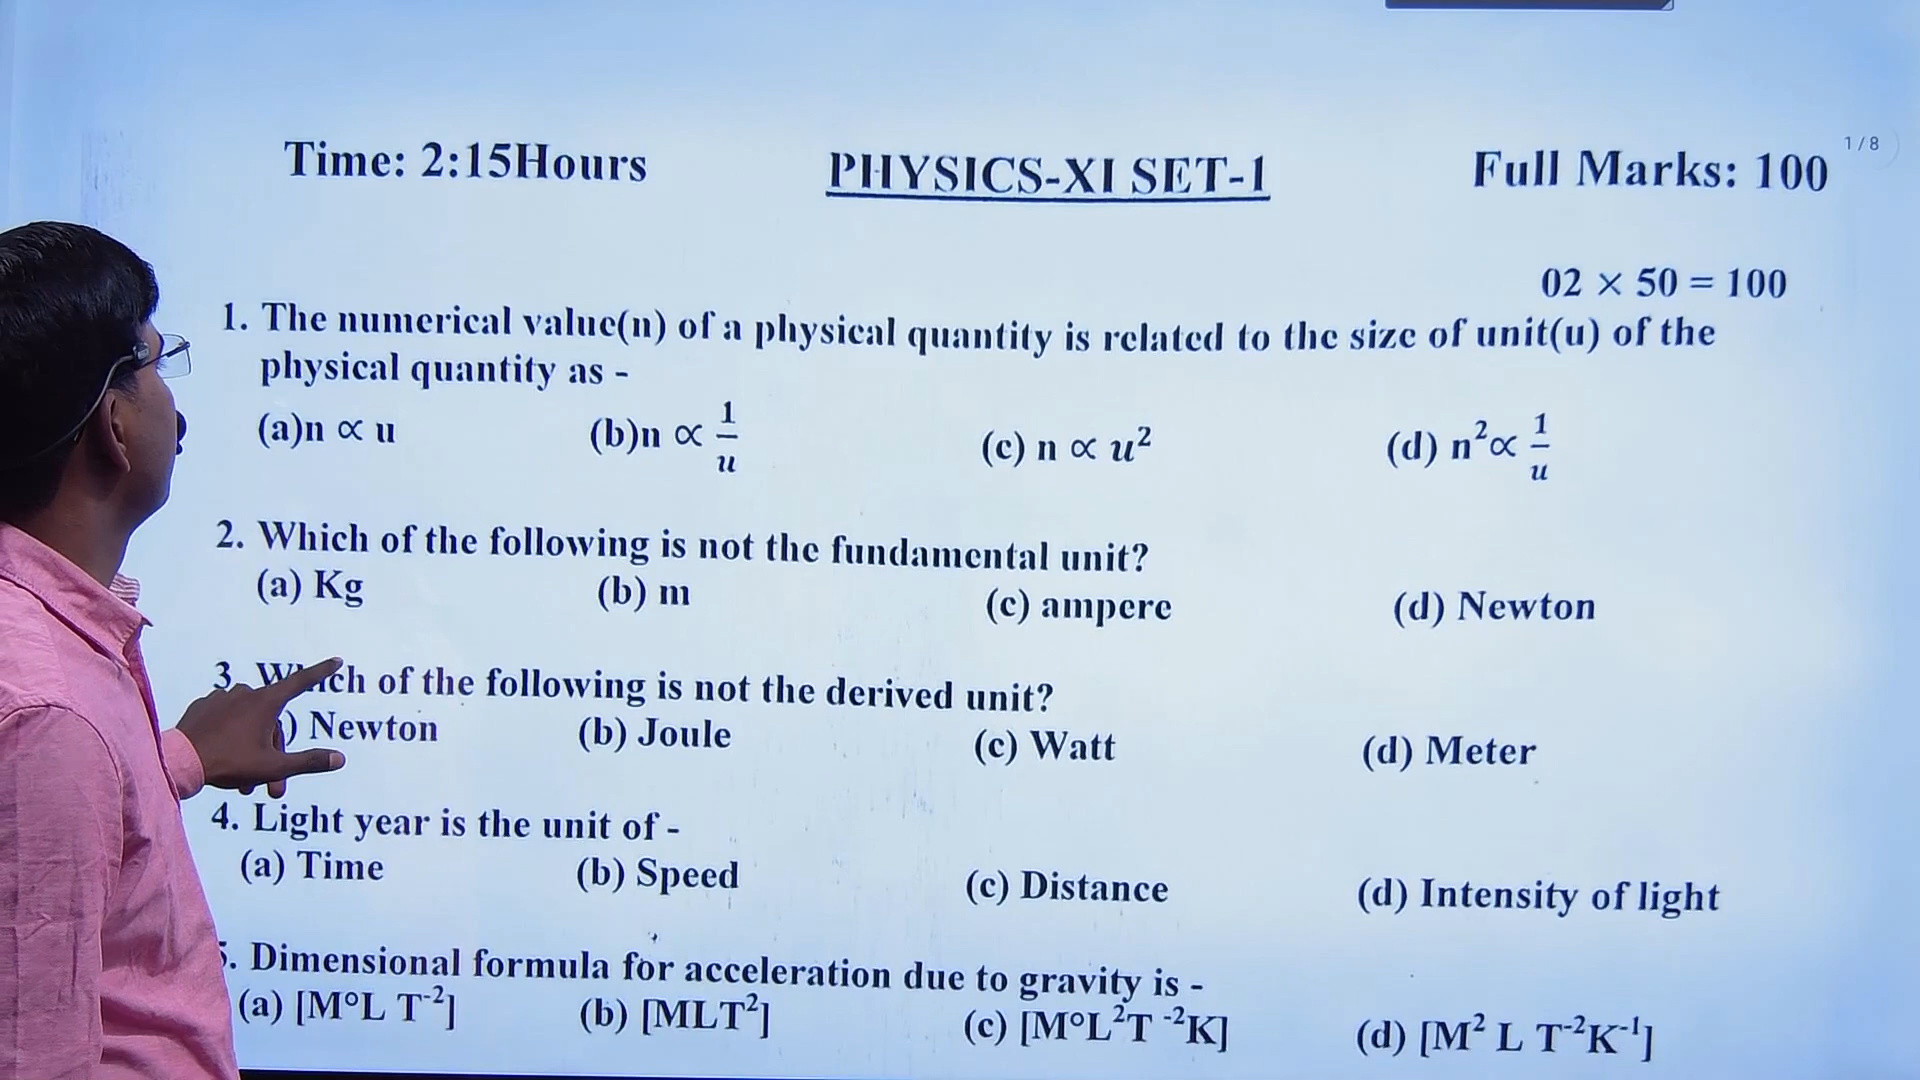 1 / 8
Time: 2:15Hours PHYSICS-XI SET-1 Full Marks: 100
02 × 50 = 100
1. The numerical value(n) of a physical quantity is related to the size of unit(u) of the
physical quantity as -
(a)n ∝ u (b)n ∝ 1/u (c) n ∝ u² (d) n²∝ 1/u
2. Which of the following is not the fundamental unit?
(a) Kg (b) m (c) ampere (d) Newton
3. Which of the following is not the derived unit?
) Newton (b) Joule (c) Watt (d) Meter
4. Light year is the unit of -
(a) Time (b) Speed (c) Distance (d) Intensity of light
5. Dimensional formula for acceleration due to gravity is -
(a) [M°L T⁻²] (b) [MLT²] (c) [M°L²T ⁻²K] (d) [M² L T⁻²K⁻¹]